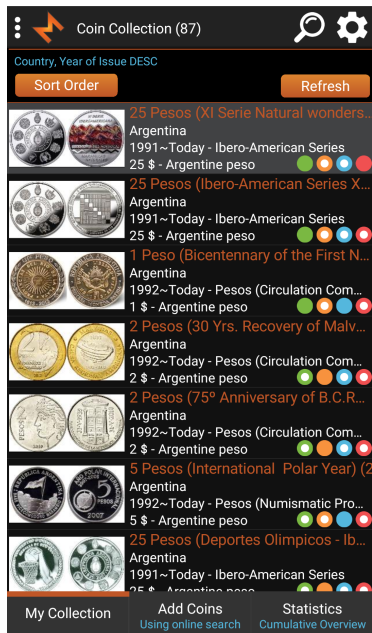 Coin Collection (87)
Country, Year of Issue DESC
Sort Order
Refresh
25 Pesos (XI Serie Natural wonders...
Argentina
1991~Today - Ibero-American Series
25 $ - Argentine peso
25 Pesos (Ibero-American Series X...
Argentina
1991~Today - Ibero-American Series
25 $ - Argentine peso
1 Peso (Bicentennary of the First N...
Argentina
1992~Today - Pesos (Circulation Com...
1 $ - Argentine peso
2 Pesos (30 Yrs. Recovery of Malv...
Argentina
1992~Today - Pesos (Circulation Com...
2 $ - Argentine peso
2 Pesos (75º Anniversary of B.C.R...
Argentina
1992~Today - Pesos (Circulation Com...
2 $ - Argentine peso
5 Pesos (International Polar Year) (2
Argentina
1992~Today - Pesos (Numismatic Pro...
5 $ - Argentine peso
2007
25 Pesos (Deportes Olimpicos - Ib...
Argentina
1991~Today - Ibero-American Series
25 $ - Argentine peso
My Collection
Add Coins
Using online search
Statistics
Cumulative Overview